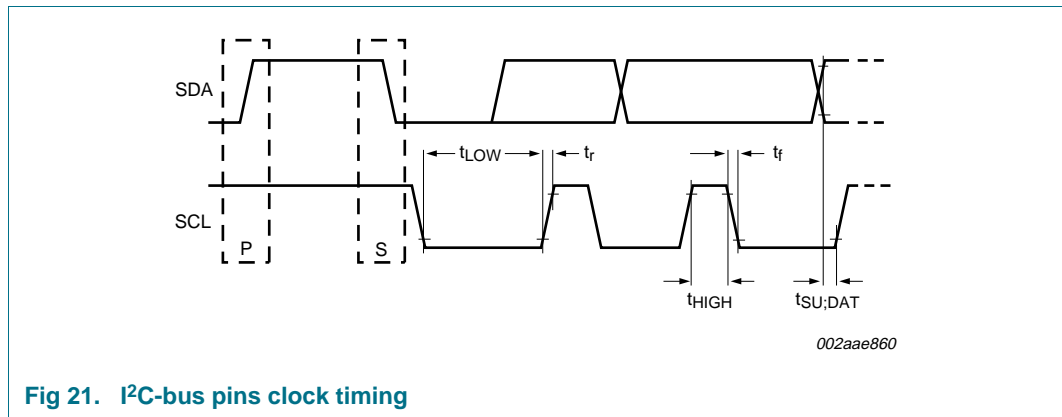 SDA
tLOW
tr
tf
SCL
P
S
tHIGH
tSU;DAT
002aae860
Fig 21. I2C-bus pins clock timing